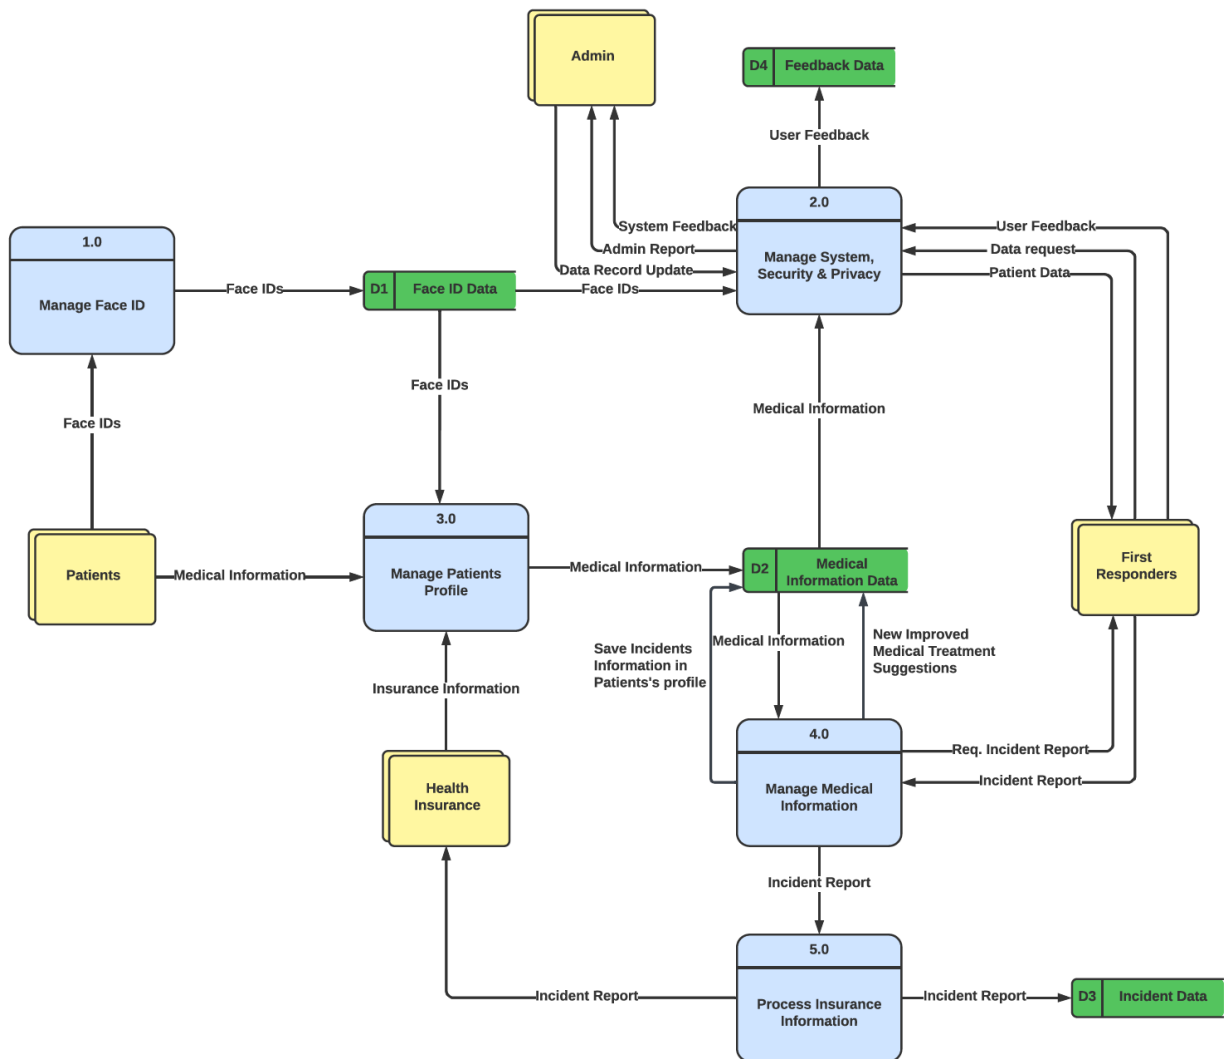 Admin
D4
Feedback Data
User Feedback
2.0
System Feedback
User Feedback
1.0
Admin Report
Manage System,
Security & Privacy
Data request
Data Record Update
Patient Data
Manage Face ID
Face IDs
D1
Face ID Data
Face IDs
Face IDs
Medical Information
Face IDs
3.0
Patients
Medical Information
Manage Patients
Profile
Medical Information
D2
Medical
Information Data
First
Responders
Save Incidents
Information in
Patients's profile
Medical Information
New Improved
Medical Treatment
Suggestions
Insurance Information
4.0
Req. Incident Report
Health
Insurance
Manage Medical
Information
Incident Report
Incident Report
5.0
Incident Report
Process Insurance
Information
Incident Report
D3
Incident Data